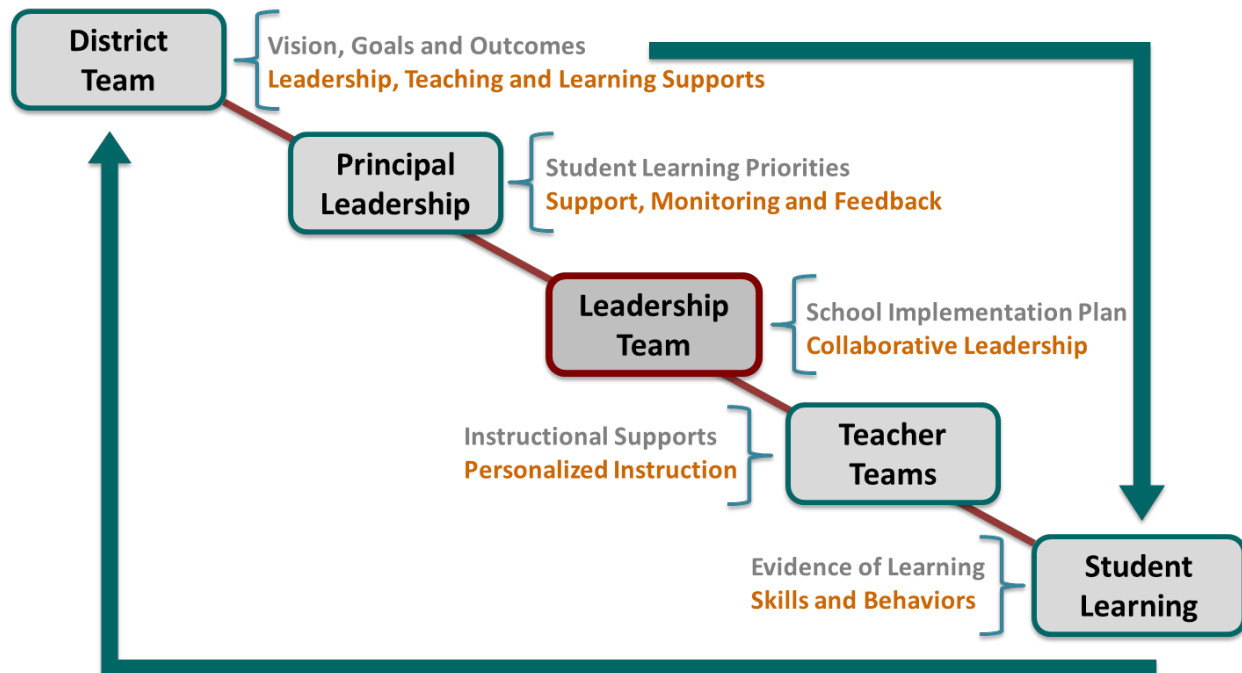 District
Team
Vision, Goals and Outcomes
Leadership, Teaching and Learning Supports
Principal
Leadership
Student Learning Priorities
Support, Monitoring and Feedback
Leadership
Team
School Implementation Plan
Collaborative Leadership
Instructional Supports
Personalized Instruction
Teacher
Teams
Evidence of Learning
Skills and Behaviors
Student
Learning